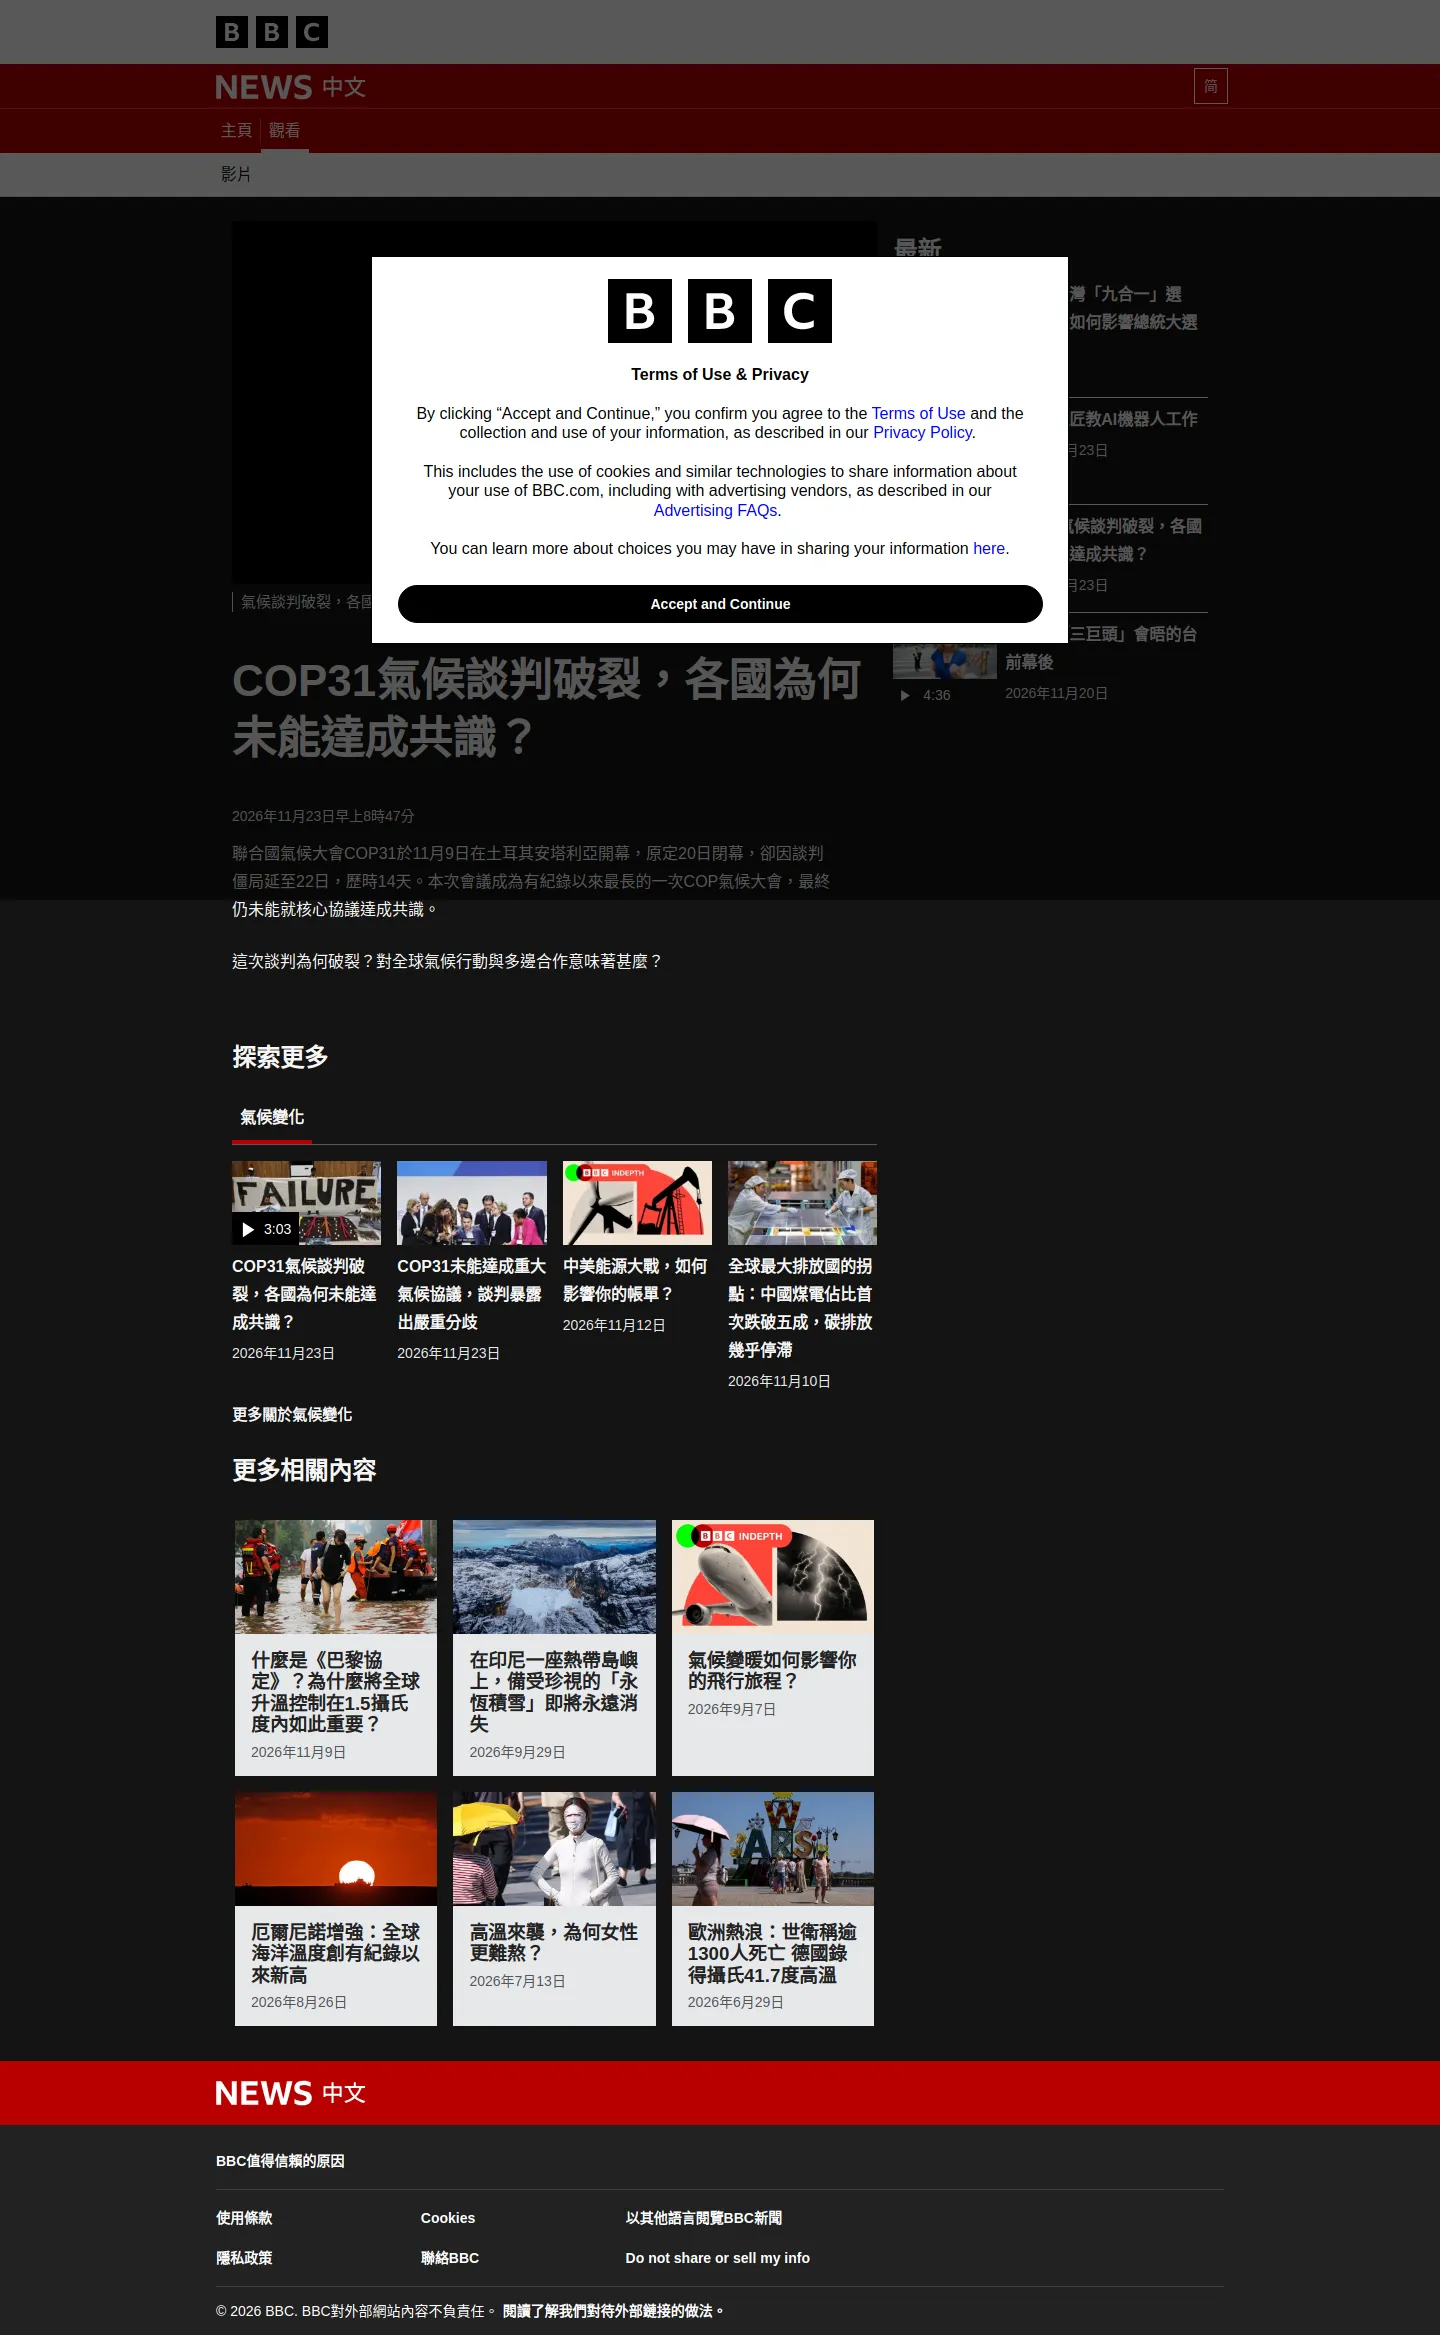 BBC
NEWS 中文
简
主頁
觀看
影片
最新
BBC
Terms of Use & Privacy
By clicking “Accept and Continue,” you confirm you agree to the Terms of Use and the
collection and use of your information, as described in our Privacy Policy.
This includes the use of cookies and similar technologies to share information about
your use of BBC.com, including with advertising vendors, as described in our
Advertising FAQs.
You can learn more about choices you may have in sharing your information here.
Accept and Continue
灣「九合一」選
如何影響總統大選
匠教AI機器人工作
月23日
氣候談判破裂，各國
達成共識？
月23日
三巨頭」會晤的台
前幕後
4:36
2026年11月20日
氣候談判破裂，各國
COP31氣候談判破裂，各國為何
未能達成共識？
2026年11月23日早上8時47分
聯合國氣候大會COP31於11月9日在土耳其安塔利亞開幕，原定20日閉幕，卻因談判
僵局延至22日，歷時14天。本次會議成為有紀錄以來最長的一次COP氣候大會，最終
仍未能就核心協議達成共識。
這次談判為何破裂？對全球氣候行動與多邊合作意味著甚麼？
探索更多
氣候變化
FAILURE
3:03
COP31氣候談判破
裂，各國為何未能達
成共識？
2026年11月23日
COP31未能達成重大
氣候協議，談判暴露
出嚴重分歧
2026年11月23日
BBC INDEPTH
中美能源大戰，如何
影響你的帳單？
2026年11月12日
全球最大排放國的拐
點：中國煤電佔比首
次跌破五成，碳排放
幾乎停滯
2026年11月10日
更多關於氣候變化
更多相關內容
什麼是《巴黎協
定》？為什麼將全球
升溫控制在1.5攝氏
度內如此重要？
2026年11月9日
在印尼一座熱帶島嶼
上，備受珍視的「永
恆積雪」即將永遠消
失
2026年9月29日
BBC INDEPTH
氣候變暖如何影響你
的飛行旅程？
2026年9月7日
厄爾尼諾增強：全球
海洋溫度創有紀錄以
來新高
2026年8月26日
高溫來襲，為何女性
更難熬？
2026年7月13日
W
ARS
歐洲熱浪：世衛稱逾
1300人死亡 德國錄
得攝氏41.7度高溫
2026年6月29日
NEWS 中文
BBC值得信賴的原因
使用條款
Cookies
以其他語言閱覽BBC新聞
隱私政策
聯絡BBC
Do not share or sell my info
© 2026 BBC. BBC對外部網站內容不負責任。 閱讀了解我們對待外部鏈接的做法。